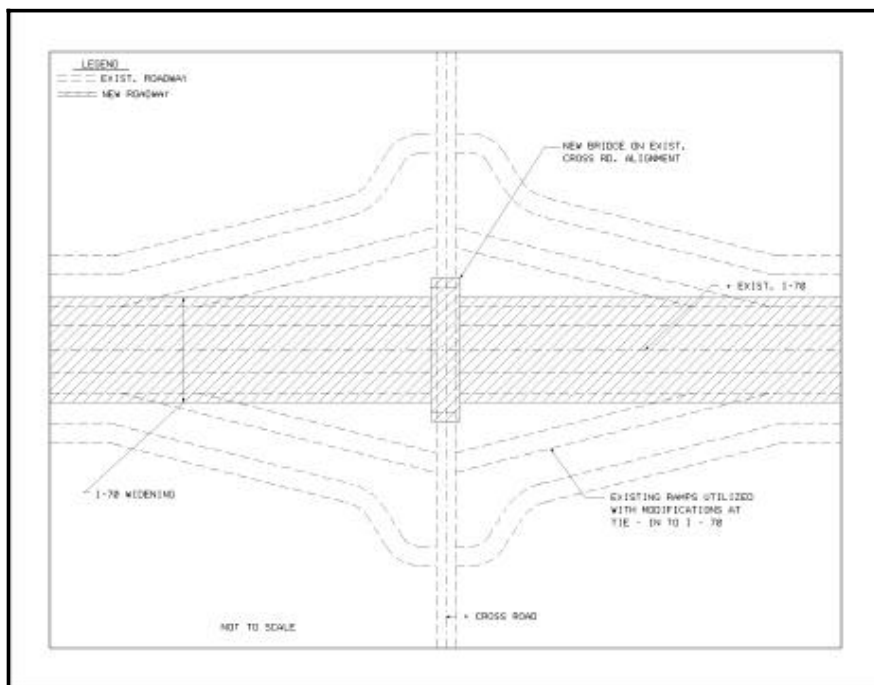 LEGEND
EXIST. ROADWAY
NEW ROADWAY
NEW BRIDGE ON EXIST.
CROSS RD. ALIGNMENT
EXIST. I-70
I-70 WIDENING
EXISTING RAMPS UTILIZED
WITH MODIFICATIONS AT
TIE - IN TO I - 70
CROSS ROAD
NOT TO SCALE